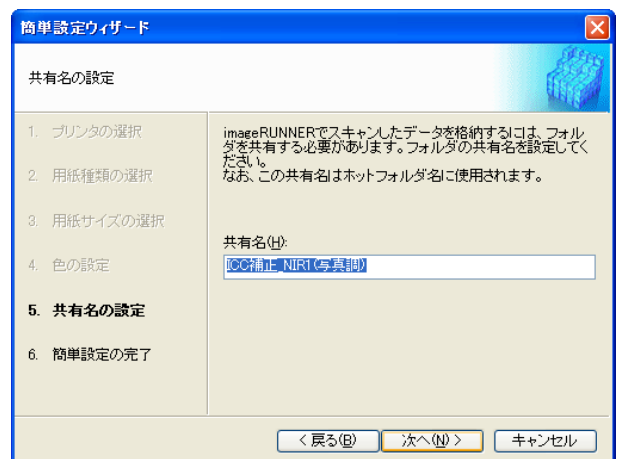 簡単設定ウィザード
共有名の設定
1. プリンタの選択
2. 用紙種類の選択
3. 用紙サイズの選択
4. 色の設定
5. 共有名の設定
6. 簡単設定の完了
imageRUNNERでスキャンしたデータを格納するには、フォル
ダを共有する必要があります。フォルダの共有名を設定してく
ださい。
なお、この共有名はホットフォルダ名に使用されます。
共有名(H):
ICC補正_NIR1(写真調)
< 戻る(B)
次へ(N) >
キャンセル